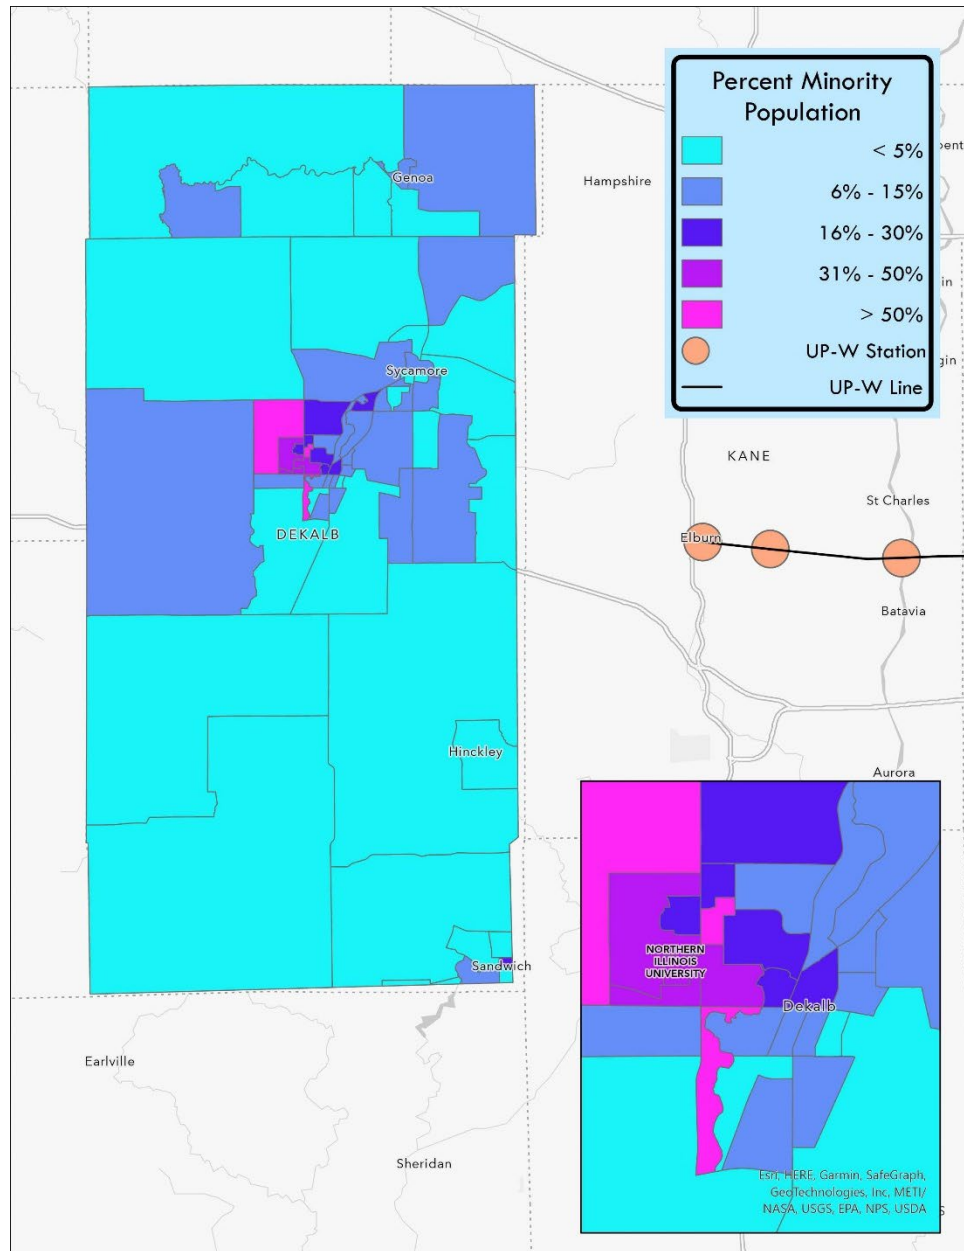 Percent Minority
Population
< 5%
6% - 15%
16% - 30%
31% - 50%
> 50%
UP-W Station
UP-W Line
Genoa
Hampshire
Sycamore
DEKALB
KANE
St Charles
Elburn
Batavia
Hinckley
Aurora
Sandwich
Earlville
Sheridan
NORTHERN
ILLINOIS
UNIVERSITY
Dekalb
Esri, HERE, Garmin, SafeGraph,
GeoTechnologies, Inc, METI/
NASA, USGS, EPA, NPS, USDA